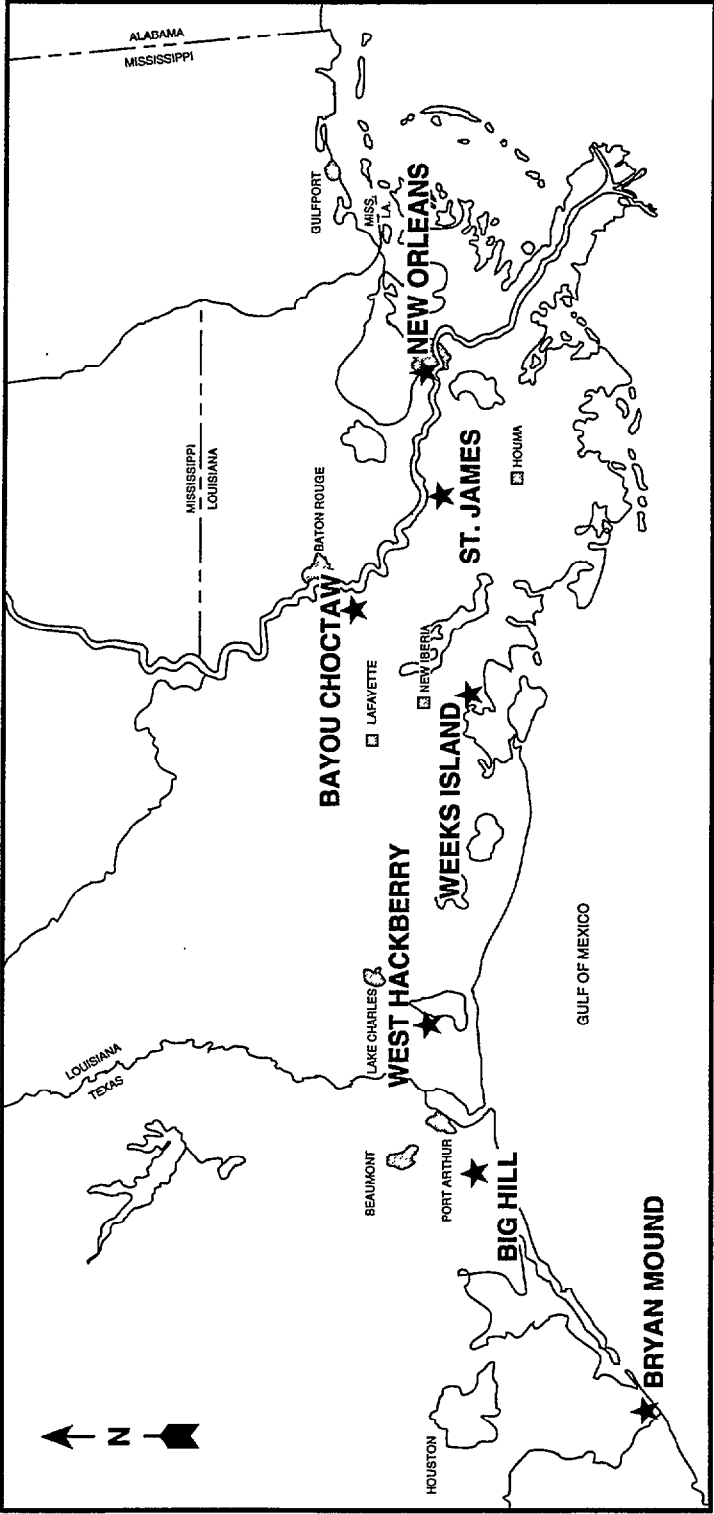 ALABAMA
MISSISSIPPI
GULFPORT
MISS.
LA.
NEW ORLEANS
MISSISSIPPI
LOUISIANA
BATON ROUGE
ST. JAMES
HOUMA
BAYOU CHOCTAW
LAFAYETTE
NEW IBERIA
WEEKS ISLAND
LAKE CHARLES
WEST HACKBERRY
GULF OF MEXICO
LOUISIANA
TEXAS
BEAUMONT
PORT ARTHUR
BIG HILL
BRYAN MOUND
HOUSTON
N